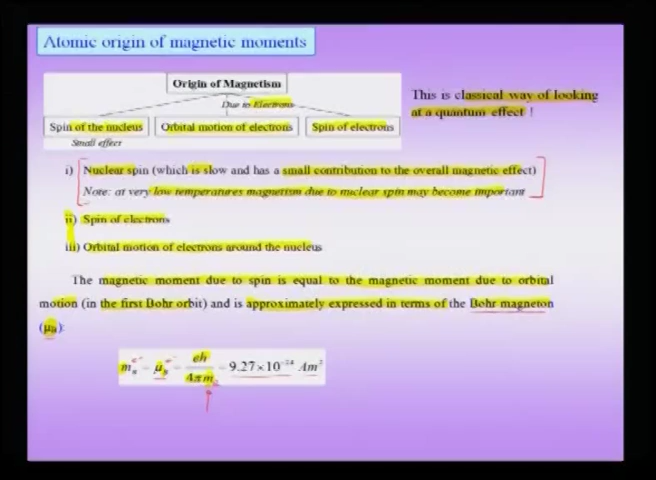 Atomic origin of magnetic moments
Origin of Magnetism
Due to Electrons
Spin of the nucleus Orbital motion of electrons Spin of electrons
Small effect
This is classical way of looking
at a quantum effect !
i) Nuclear spin (which is slow and has a small contribution to the overall magnetic effect)
Note: at very low temperatures magnetism due to nuclear spin may become important
ii) Spin of electrons
iii) Orbital motion of electrons around the nucleus
The magnetic moment due to spin is equal to the magnetic moment due to orbital
motion (in the first Bohr orbit) and is approximately expressed in terms of the Bohr magneton
(μB):
μB = eh / 4πm = 9.27×10⁻²⁴ Am²